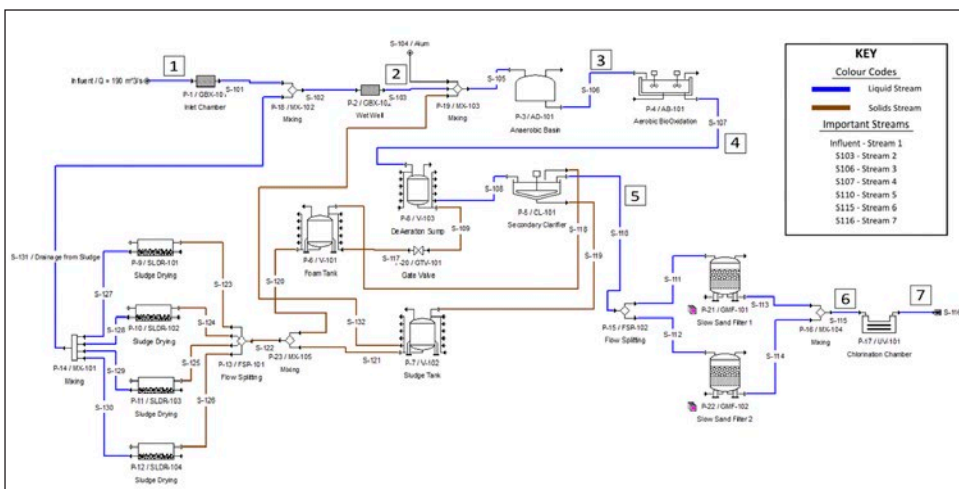 S-104 / Alum
Influent / Q = 190 m^3/s
P-1 / GBX-101
Inlet Chamber
S-101
P-18 / MX-102
Mixing
S-102
P-2 / GBX-102
Wet Well
S-103
P-19 / MX-103
Mixing
S-105
P-3 / AD-101
Anaerobic Basin
S-106
P-4 / AB-101
Aerobic BioOxidation
S-107
1
2
3
4
5
6
7
KEY
Colour Codes
Liquid Stream
Solids Stream
Important Streams
Influent - Stream 1
S103 - Stream 2
S106 - Stream 3
S107 - Stream 4
S110 - Stream 5
S115 - Stream 6
S116 - Stream 7
P-8 / V-103
DeAeration Sump
S-108
S-109
P-5 / CL-101
Secondary Clarifier
S-110
S-118
S-119
P-6 / V-101
Foam Tank
S-117
P-20 / GTV-101
Gate Valve
S-120
S-131 / Drainage from Sludge
P-9 / SLDR-101
Sludge Drying
S-123
S-127
P-10 / SLDR-102
Sludge Drying
S-124
S-128
P-14 / MX-101
Mixing
S-129
S-125
P-11 / SLDR-103
Sludge Drying
S-126
S-130
P-12 / SLDR-104
Sludge Drying
P-13 / FSP-101
Flow Splitting
S-122
P-23 / MX-105
Mixing
S-132
S-121
P-7 / V-102
Sludge Tank
P-15 / FSP-102
Flow Splitting
S-111
S-112
P-21 / GMF-101
Slow Sand Filter 1
S-113
P-22 / GMF-102
Slow Sand Filter 2
S-114
P-16 / MX-104
Mixing
S-115
P-17 / UV-101
Chlorination Chamber
S-116